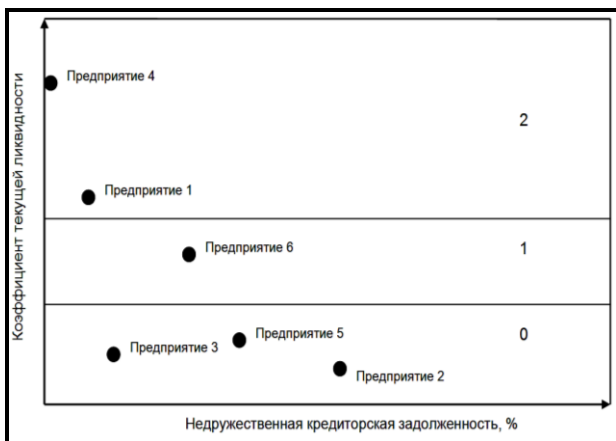 Коэффициент текущей ликвидности
Предприятие 4
2
Предприятие 1
Предприятие 6
1
Предприятие 5
0
Предприятие 3
Предприятие 2
Недружественная кредиторская задолженность, %